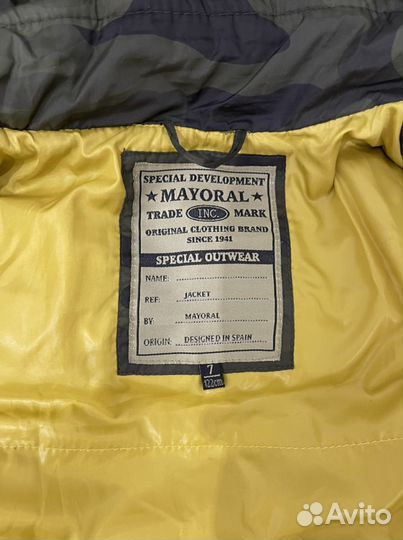 SPECIAL DEVELOPMENT
★ MAYORAL ★
TRADE INC. MARK
ORIGINAL CLOTHING BRAND
SINCE 1941
SPECIAL OUTWEAR
NAME:
REF: JACKET
BY: MAYORAL
ORIGIN: DESIGNED IN SPAIN
7
122cm
Avito